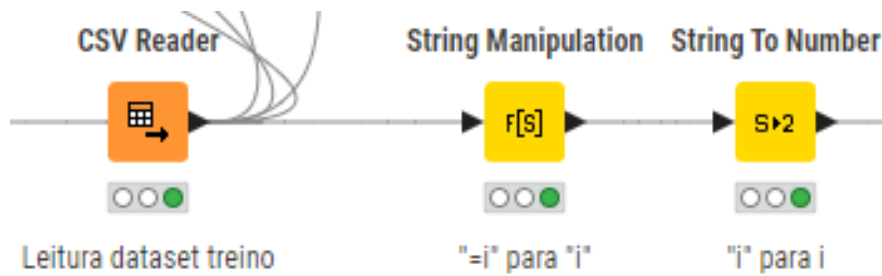 CSV Reader
String Manipulation
String To Number
F[S]
S▸2
Leitura dataset treino
"=i" para "i"
"i" para i